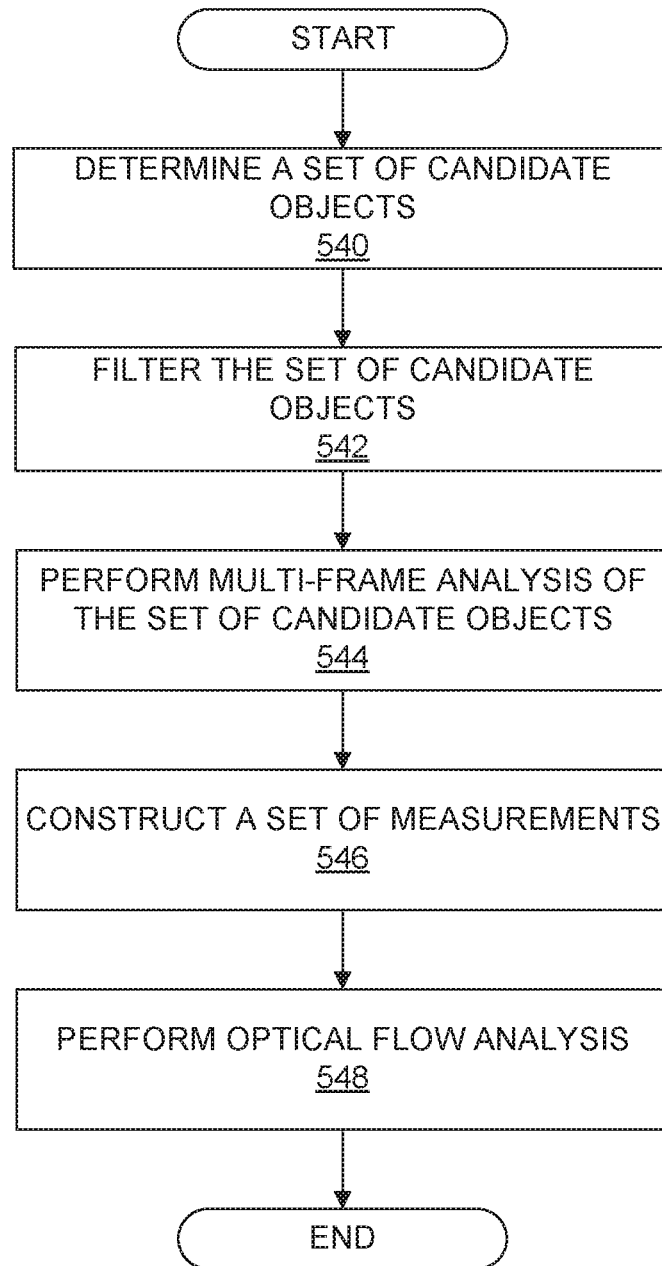 START
DETERMINE A SET OF CANDIDATE
OBJECTS
540
FILTER THE SET OF CANDIDATE
OBJECTS
542
PERFORM MULTI-FRAME ANALYSIS OF
THE SET OF CANDIDATE OBJECTS
544
CONSTRUCT A SET OF MEASUREMENTS
546
PERFORM OPTICAL FLOW ANALYSIS
548
END